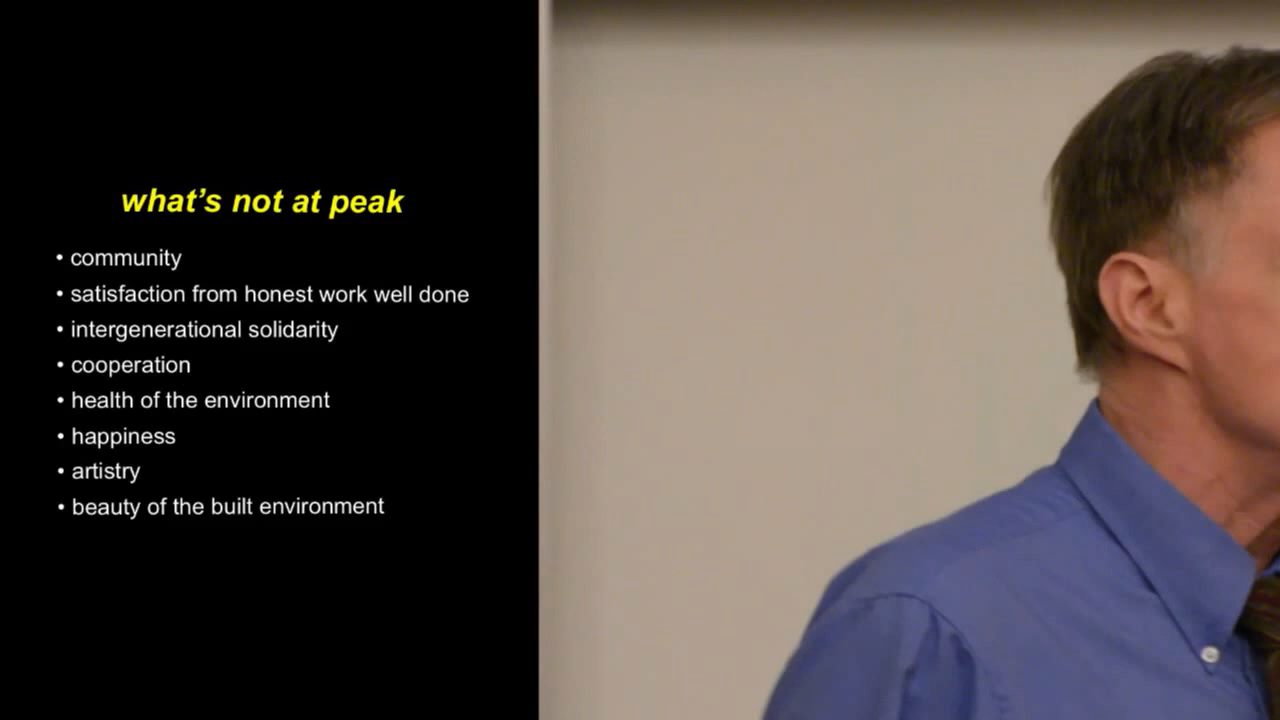 what's not at peak
• community
• satisfaction from honest work well done
• intergenerational solidarity
• cooperation
• health of the environment
• happiness
• artistry
• beauty of the built environment